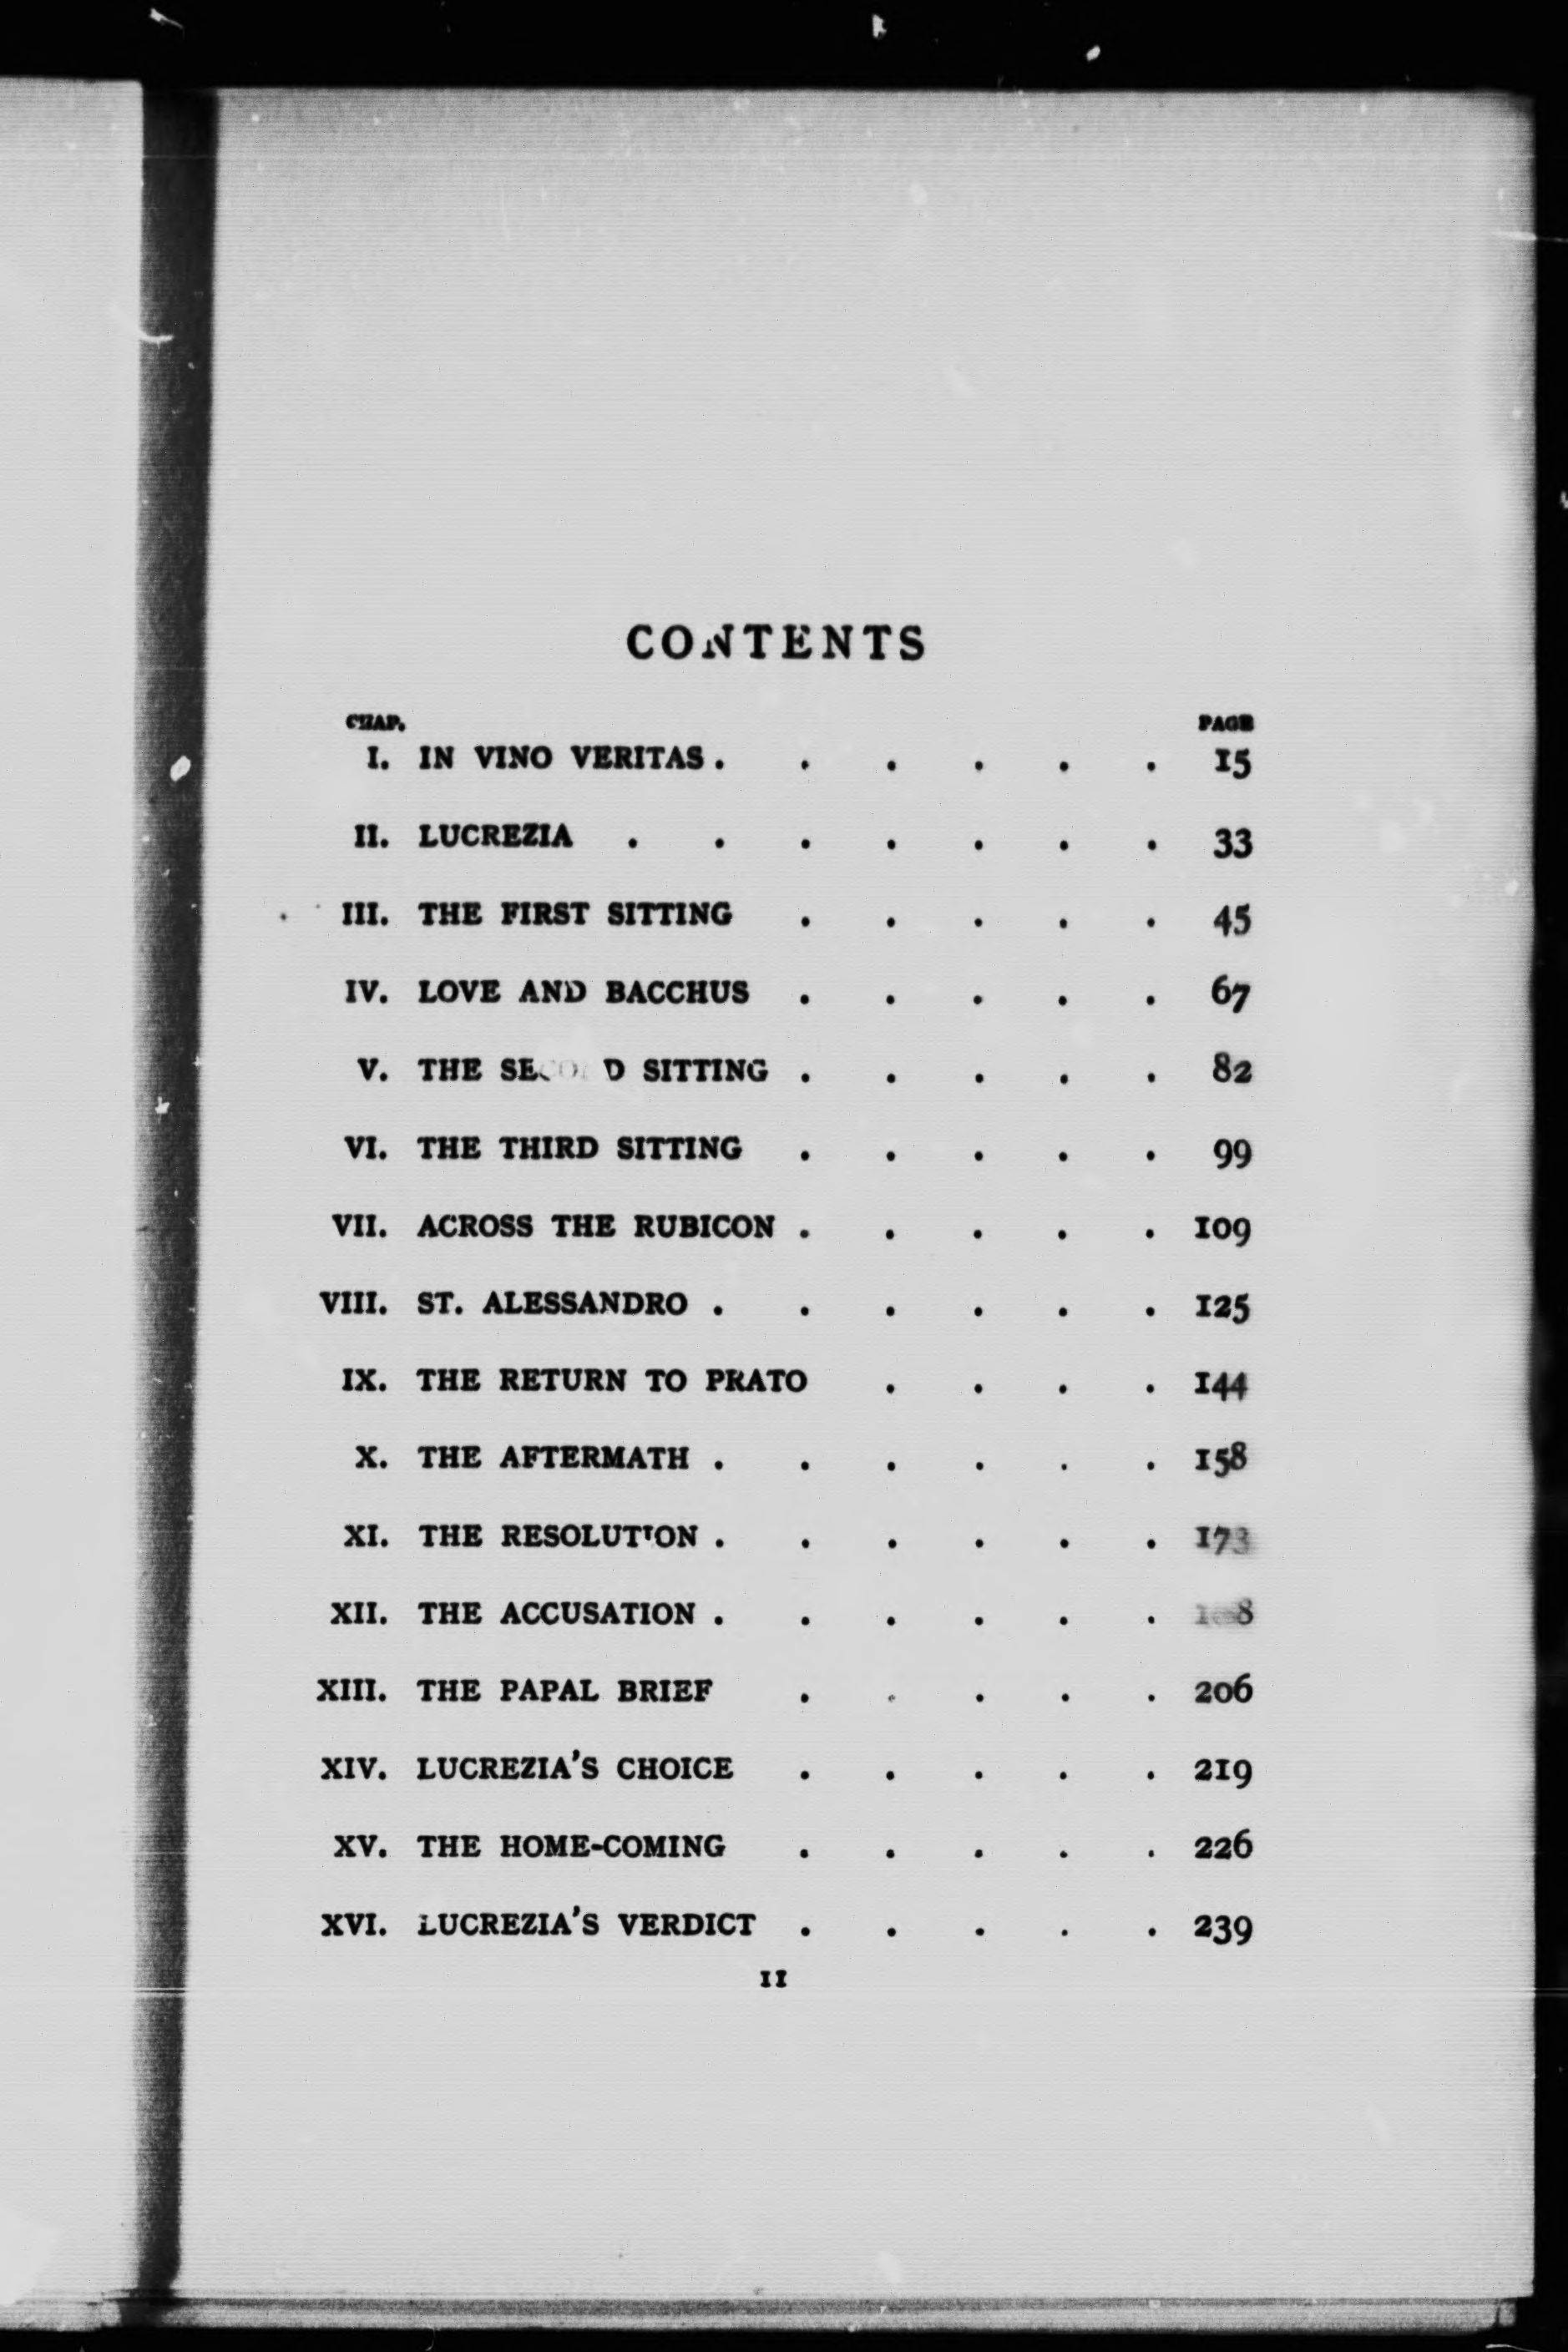 CONTENTS
CHAP. PAGE
I. IN VINO VERITAS . . . . . . 15
II. LUCREZIA . . . . . . . 33
III. THE FIRST SITTING . . . . . 45
IV. LOVE AND BACCHUS . . . . . 67
V. THE SECOND SITTING . . . . . 82
VI. THE THIRD SITTING . . . . . 99
VII. ACROSS THE RUBICON . . . . . 109
VIII. ST. ALESSANDRO . . . . . . 125
IX. THE RETURN TO PRATO . . . . 144
X. THE AFTERMATH . . . . . . 158
XI. THE RESOLUTION . . . . . . 173
XII. THE ACCUSATION . . . . . .
XIII. THE PAPAL BRIEF . . . . . 206
XIV. LUCREZIA'S CHOICE . . . . . 219
XV. THE HOME-COMING . . . . . 226
XVI. LUCREZIA'S VERDICT . . . . . 239
11